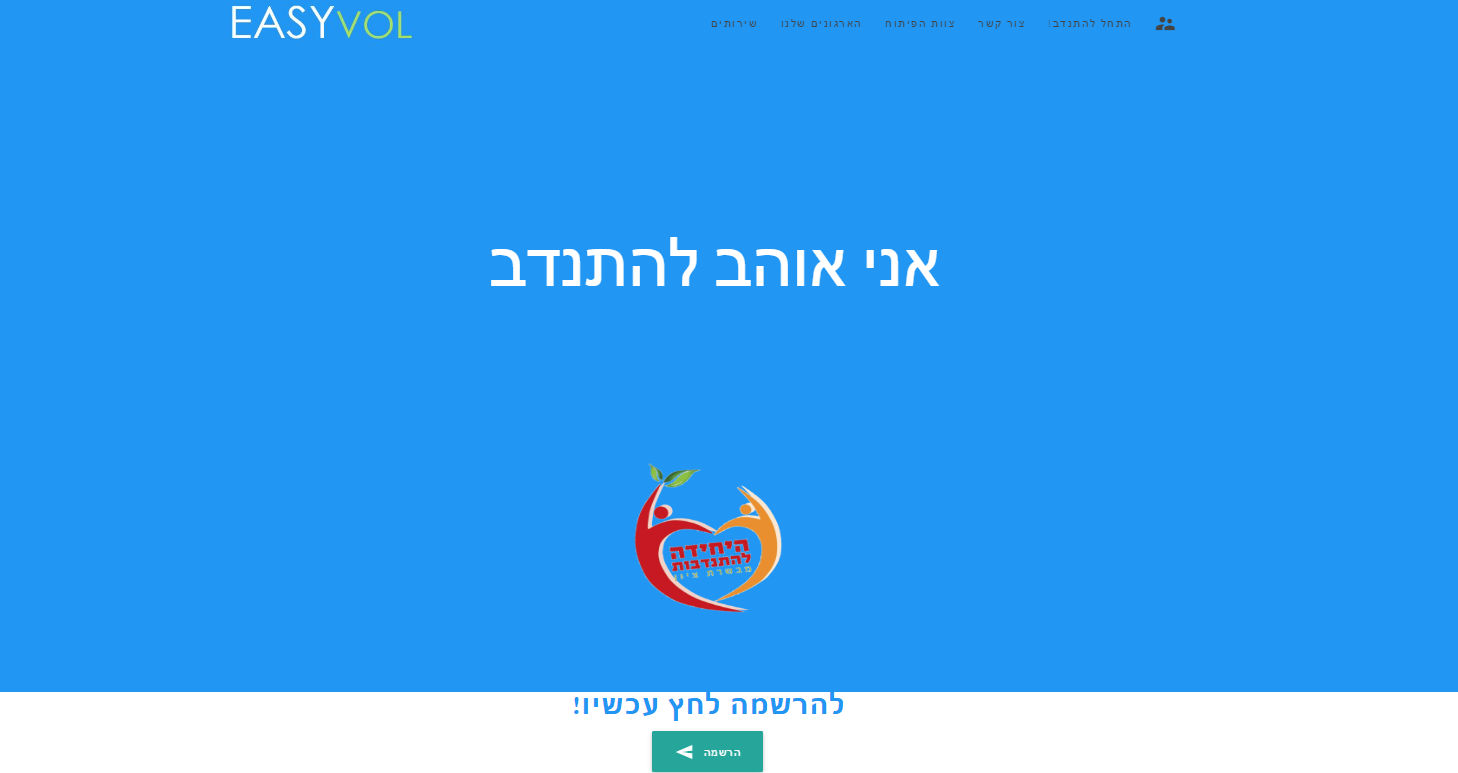 EASYVOL
התחל להתנדב!
צור קשר
צוות הפיתוח
הארגונים שלנו
שירותים
אני אוהב להתנדב
היחידה
להתנדבות
מבשרת ציון
להרשמה לחץ עכשיו!
הרשמה